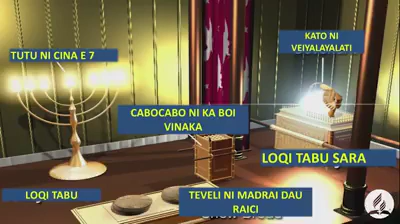 TUTU NI CINA E 7
KATO NI
VEIYALAYALATI
CABOCABO NI KA BOI
VINAKA
LOQI TABU SARA
LOQI TABU
TEVELI NI MADRAI DAU
RAICI